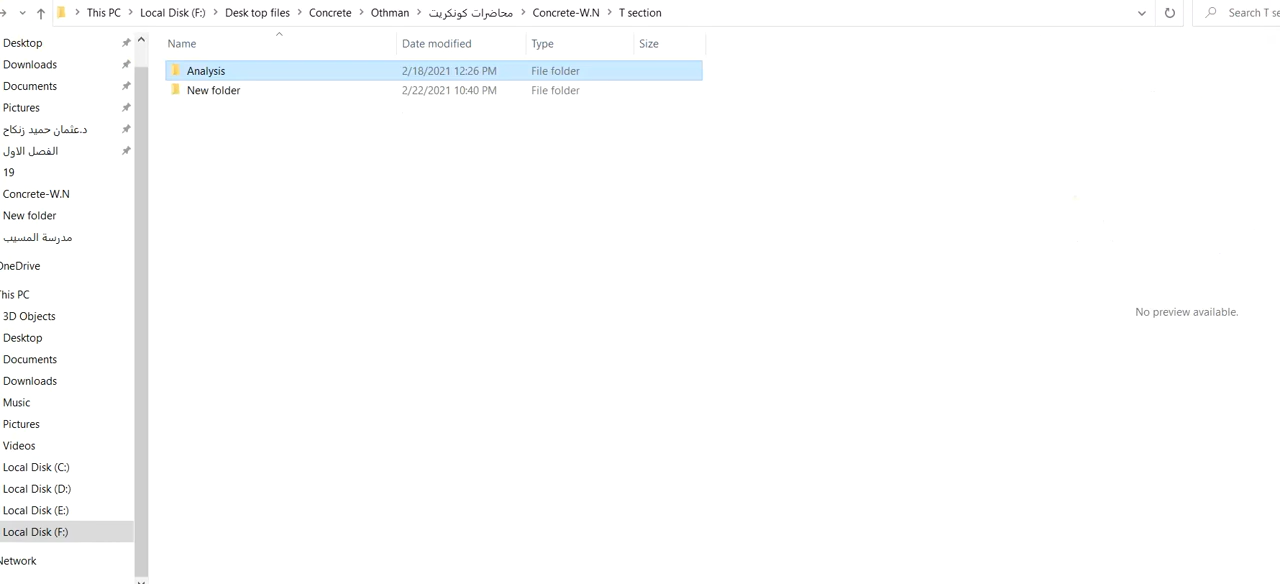 This PC > Local Disk (F:) > Desk top files > Concrete > Othman > محاضرات كونكريت > Concrete-W.N > T section
Search T se
Name Date modified Type Size
Analysis 2/18/2021 12:26 PM File folder
New folder 2/22/2021 10:40 PM File folder
Desktop
Downloads
Documents
Pictures
د.عثمان حميد زنكاح
الفصل الاول
19
Concrete-W.N
New folder
مدرسة المسيب
OneDrive
This PC
3D Objects
Desktop
Documents
Downloads
Music
Pictures
Videos
Local Disk (C:)
Local Disk (D:)
Local Disk (E:)
Local Disk (F:)
Network
No preview available.